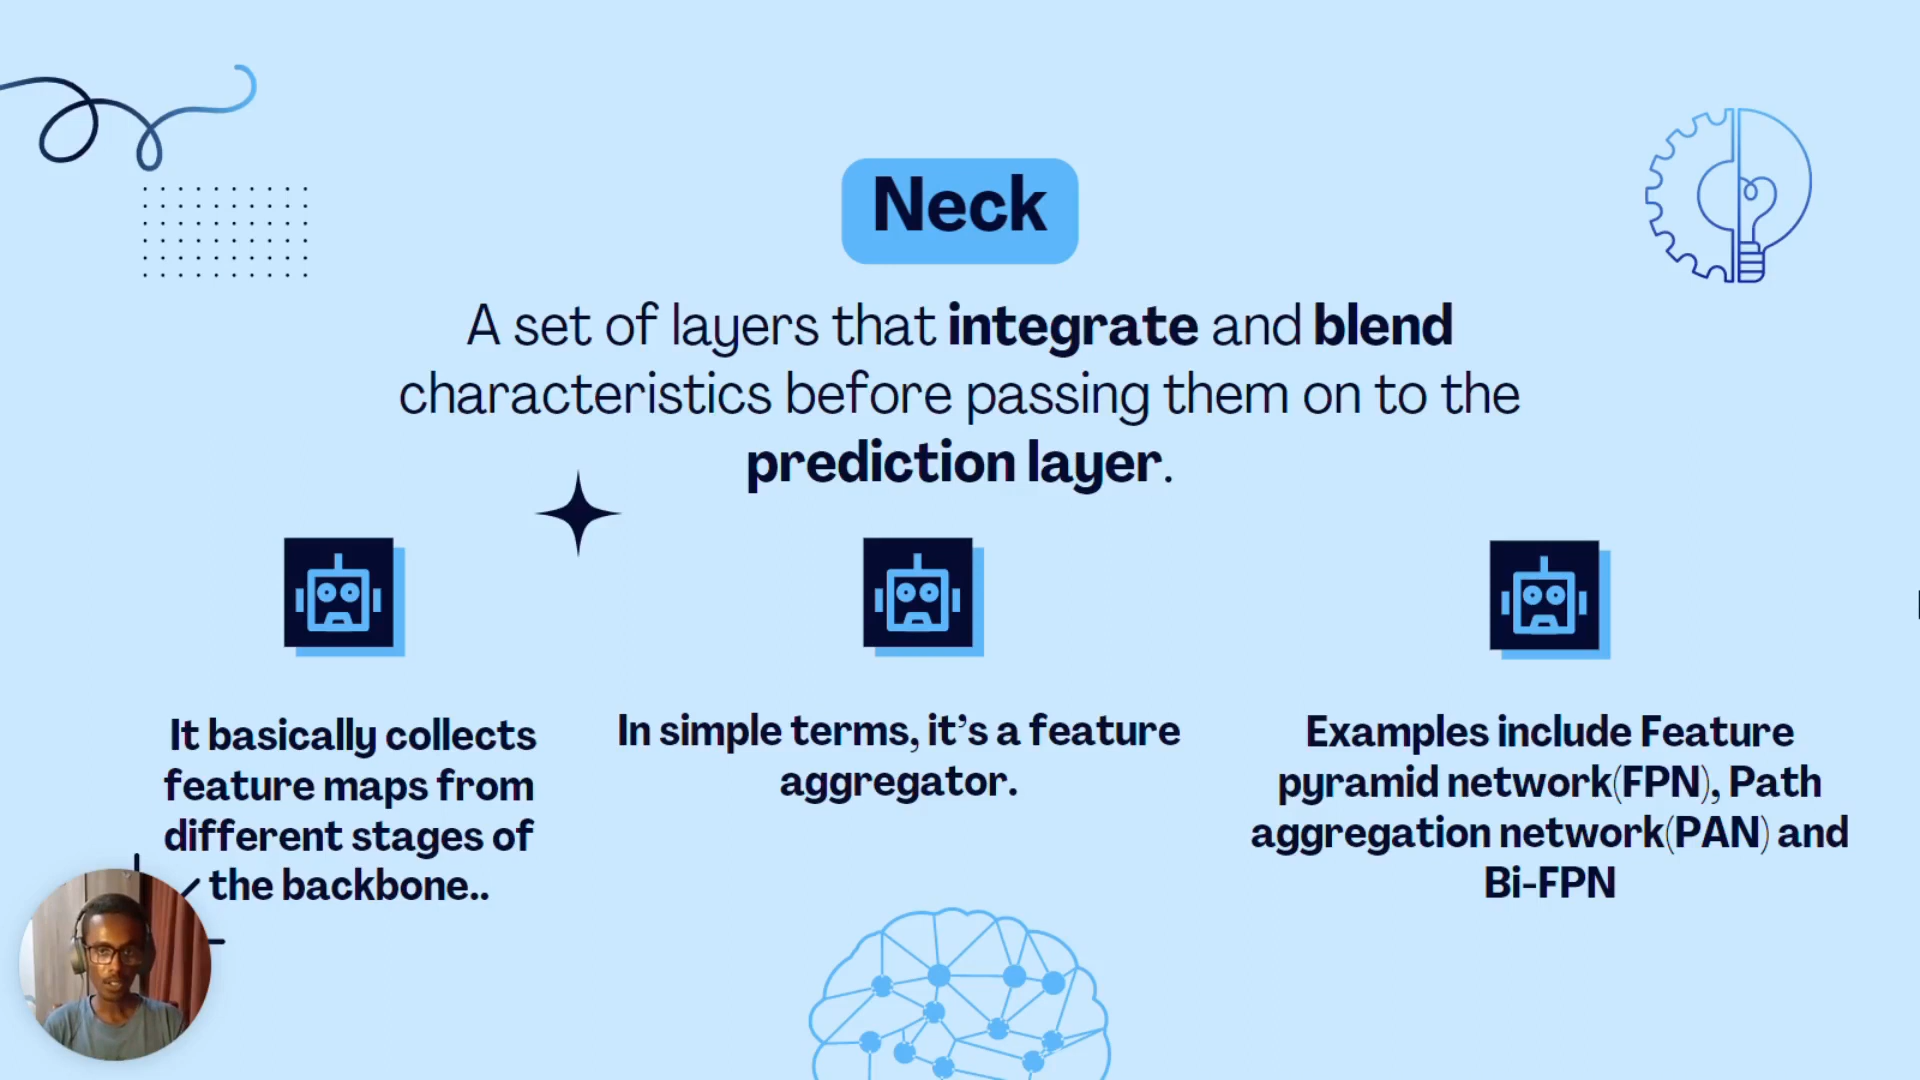 Neck
A set of layers that integrate and blend
characteristics before passing them on to the
prediction layer.
It basically collects
feature maps from
different stages of
the backbone..
In simple terms, it’s a feature
aggregator.
Examples include Feature
pyramid network(FPN), Path
aggregation network(PAN) and
Bi-FPN